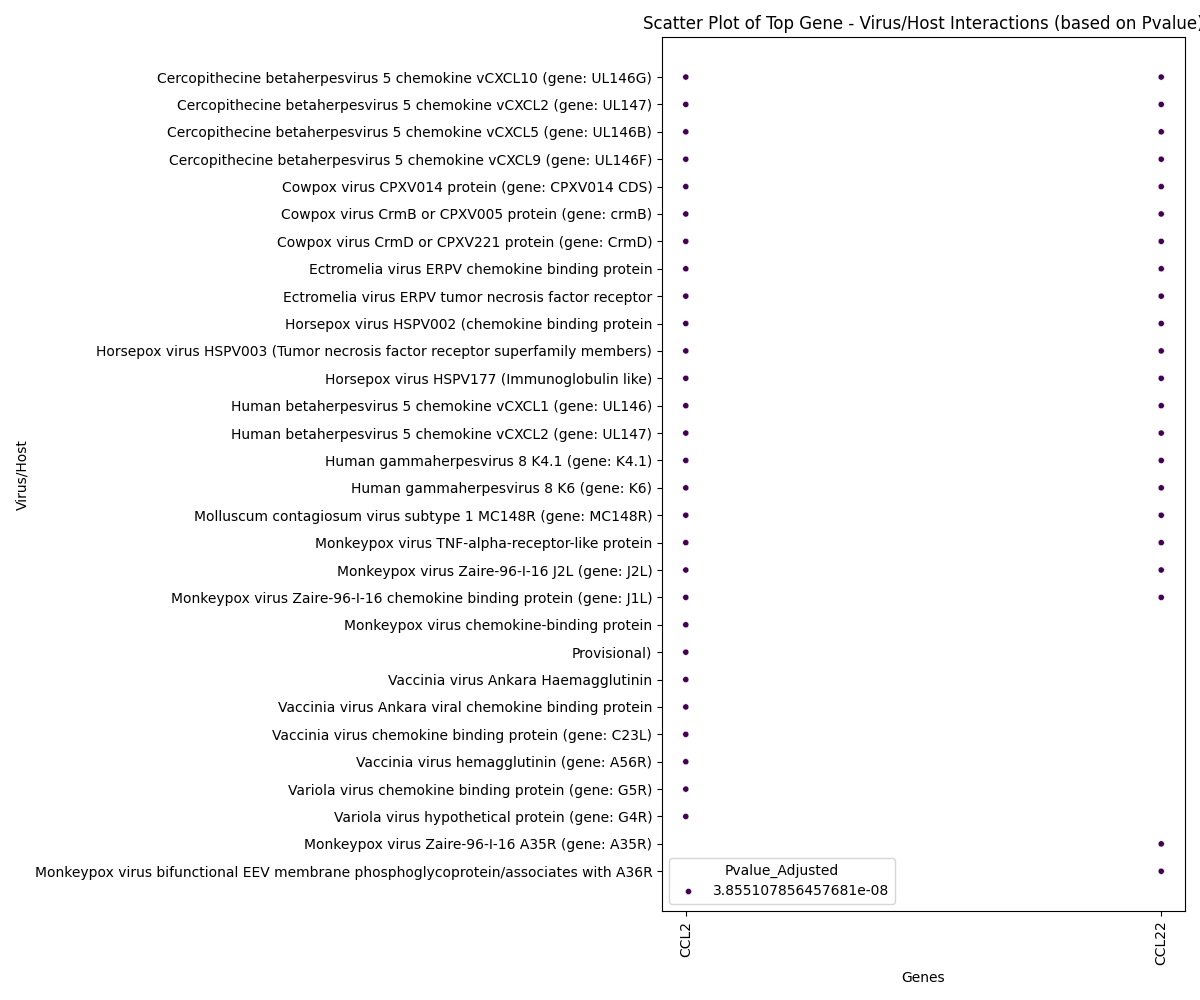 Scatter Plot of Top Gene - Virus/Host Interactions (based on Pvalue)
Cercopithecine betaherpesvirus 5 chemokine vCXCL10 (gene: UL146G)
Cercopithecine betaherpesvirus 5 chemokine vCXCL2 (gene: UL147)
Cercopithecine betaherpesvirus 5 chemokine vCXCL5 (gene: UL146B)
Cercopithecine betaherpesvirus 5 chemokine vCXCL9 (gene: UL146F)
Cowpox virus CPXV014 protein (gene: CPXV014 CDS)
Cowpox virus CrmB or CPXV005 protein (gene: crmB)
Cowpox virus CrmD or CPXV221 protein (gene: CrmD)
Ectromelia virus ERPV chemokine binding protein
Ectromelia virus ERPV tumor necrosis factor receptor
Horsepox virus HSPV002 (chemokine binding protein
Horsepox virus HSPV003 (Tumor necrosis factor receptor superfamily members)
Horsepox virus HSPV177 (Immunoglobulin like)
Human betaherpesvirus 5 chemokine vCXCL1 (gene: UL146)
Human betaherpesvirus 5 chemokine vCXCL2 (gene: UL147)
Human gammaherpesvirus 8 K4.1 (gene: K4.1)
Human gammaherpesvirus 8 K6 (gene: K6)
Molluscum contagiosum virus subtype 1 MC148R (gene: MC148R)
Monkeypox virus TNF-alpha-receptor-like protein
Monkeypox virus Zaire-96-I-16 J2L (gene: J2L)
Monkeypox virus Zaire-96-I-16 chemokine binding protein (gene: J1L)
Monkeypox virus chemokine-binding protein
Provisional)
Vaccinia virus Ankara Haemagglutinin
Vaccinia virus Ankara viral chemokine binding protein
Vaccinia virus chemokine binding protein (gene: C23L)
Vaccinia virus hemagglutinin (gene: A56R)
Variola virus chemokine binding protein (gene: G5R)
Variola virus hypothetical protein (gene: G4R)
Monkeypox virus Zaire-96-I-16 A35R (gene: A35R)
Monkeypox virus bifunctional EEV membrane phosphoglycoprotein/associates with A36R
Virus/Host
Pvalue_Adjusted
3.855107856457681e-08
CCL2
CCL22
Genes